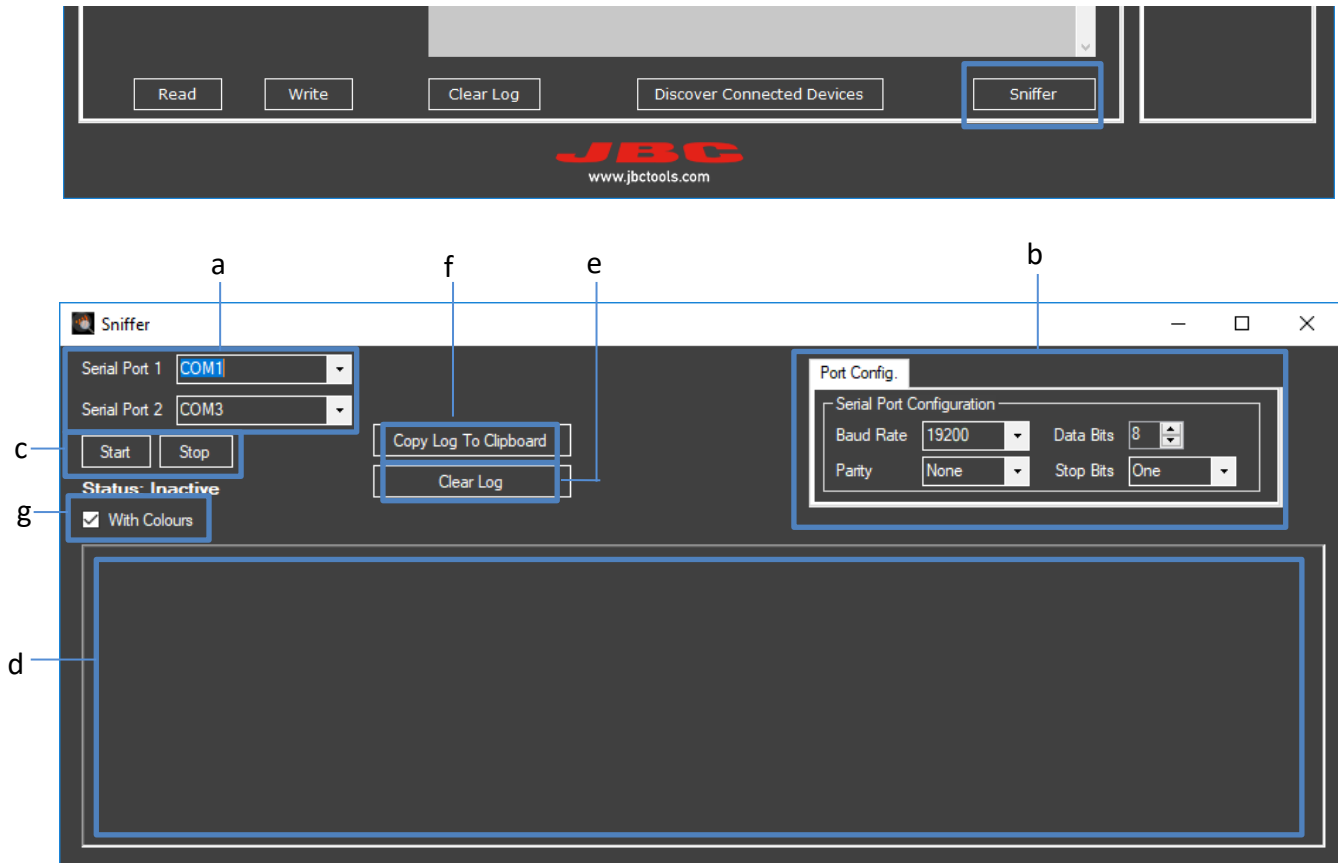 Read Write Clear Log Discover Connected Devices Sniffer
JBC
www.jbctools.com
a f e b
Sniffer
Serial Port 1 COM1
Serial Port 2 COM3
c Start Stop
Status: Inactive
g With Colours
Copy Log To Clipboard
Clear Log
Port Config.
Serial Port Configuration
Baud Rate 19200 Data Bits 8
Parity None Stop Bits One
d